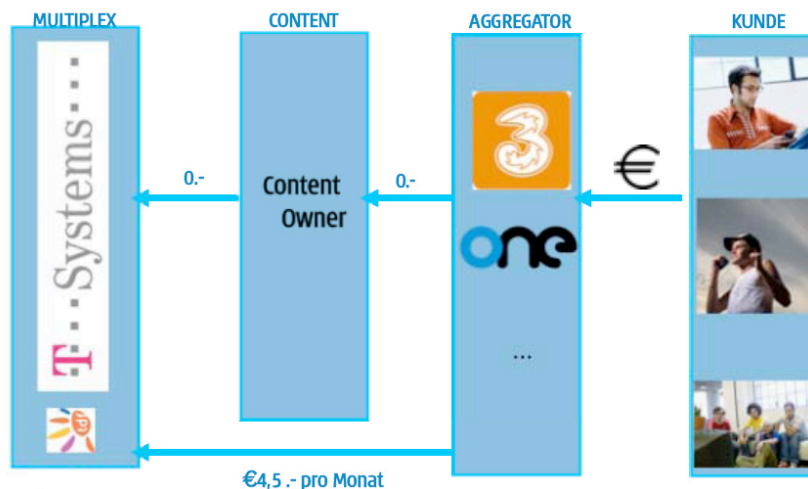 MULTIPLEX
CONTENT
AGGREGATOR
KUNDE
T··Systems···
0.-
Content
Owner
0.-
3
one
...
€
€4,5 .- pro Monat